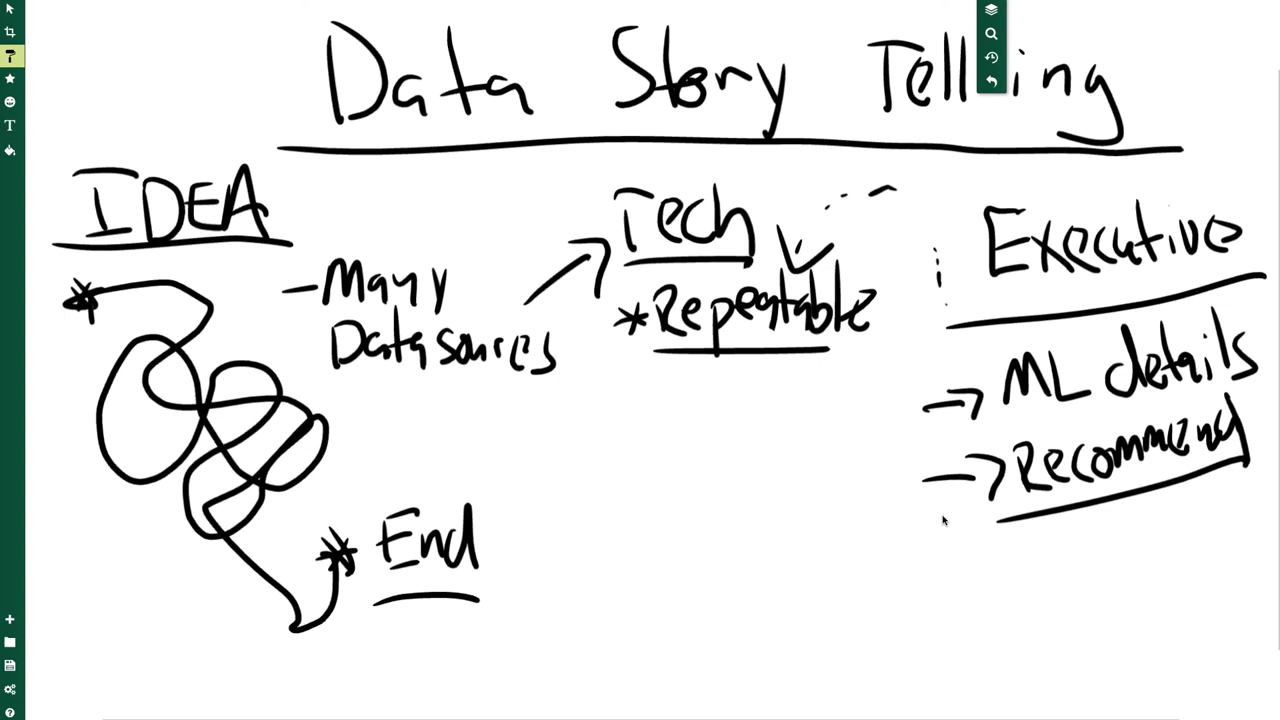 Data Story Telling
IDEA
- Many
Data sources
* End
Tech
* Repeatable
Executive
→ ML details
→ Recommend